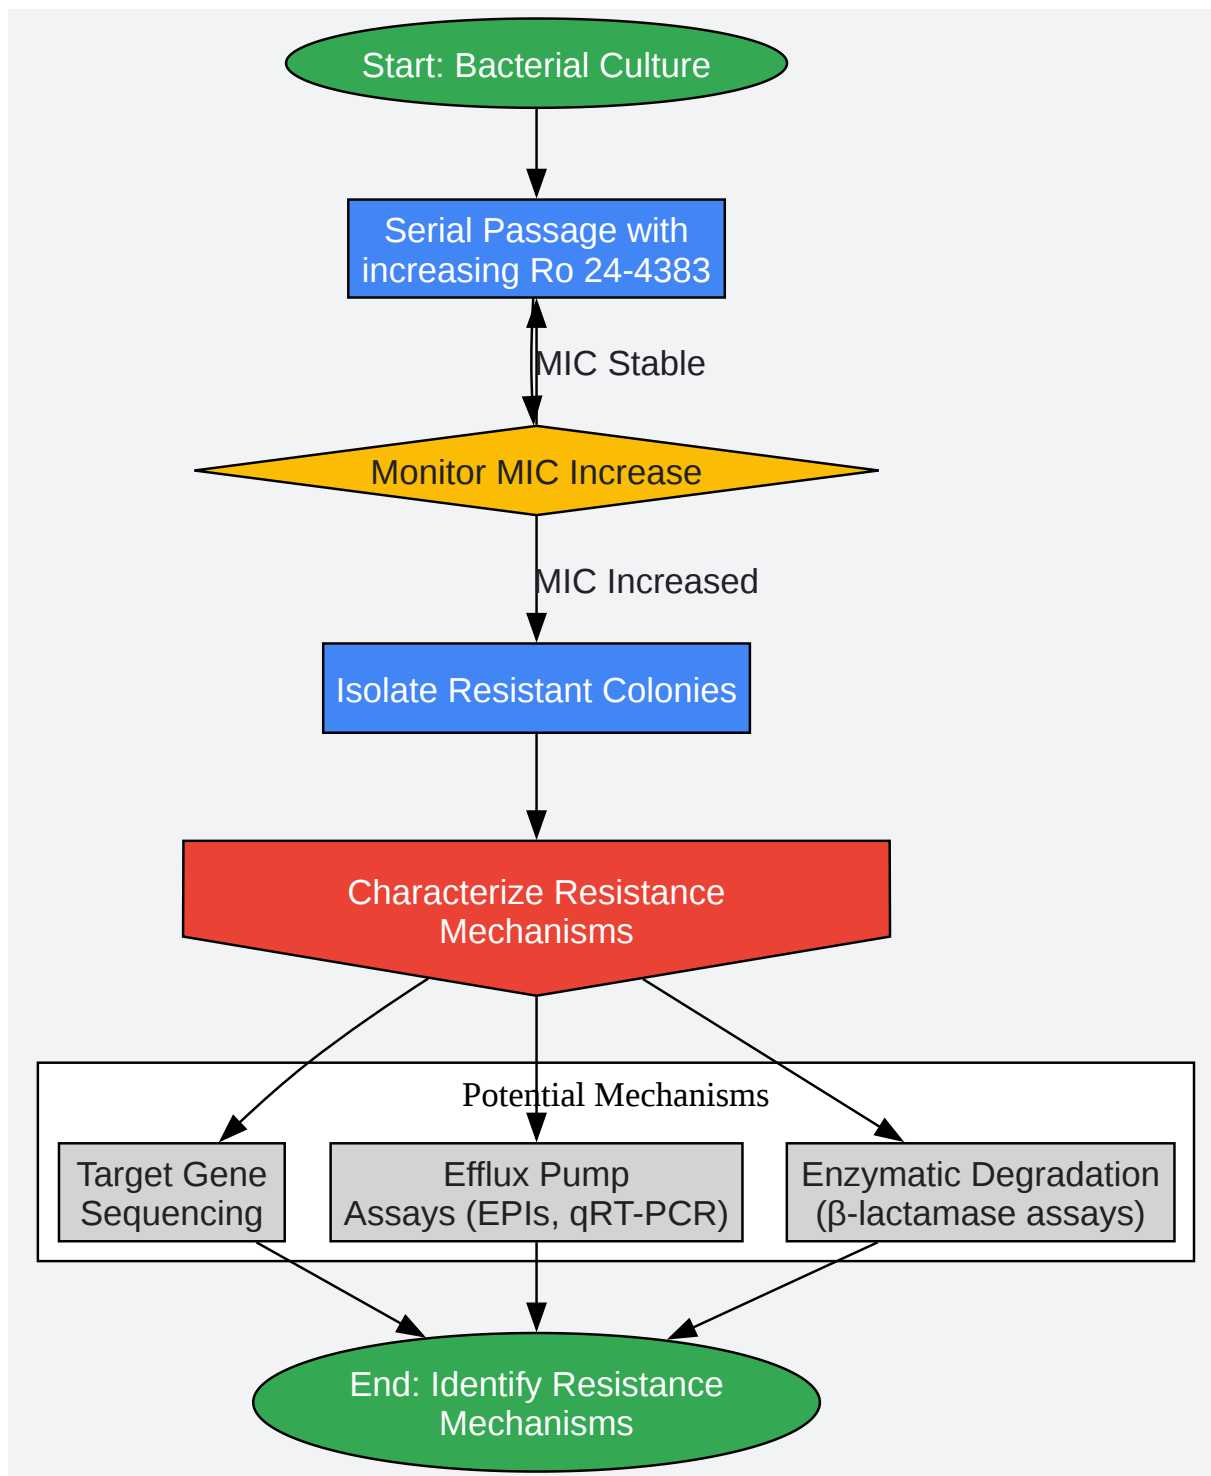 Start: Bacterial Culture
Serial Passage with
increasing Ro 24-4383
MIC Stable
Monitor MIC Increase
MIC Increased
Isolate Resistant Colonies
Characterize Resistance
Mechanisms
Potential Mechanisms
Target Gene
Sequencing
Efflux Pump
Assays (EPIs, qRT-PCR)
Enzymatic Degradation
(β-lactamase assays)
End: Identify Resistance
Mechanisms